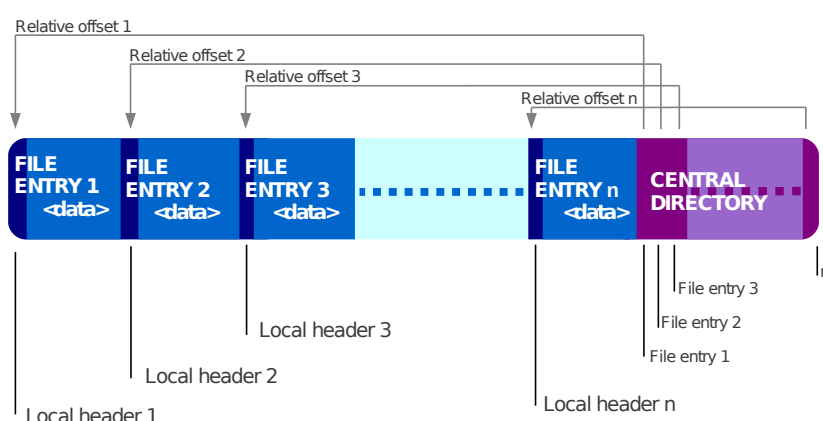 Relative offset 1
Relative offset 2
Relative offset 3
Relative offset n
FILE
ENTRY 1
<data>
FILE
ENTRY 2
<data>
FILE
ENTRY 3
<data>
FILE
ENTRY n
<data>
CENTRAL
DIRECTORY
File entry 3
File entry 2
File entry 1
Local header 3
Local header 2
Local header n
Local header 1